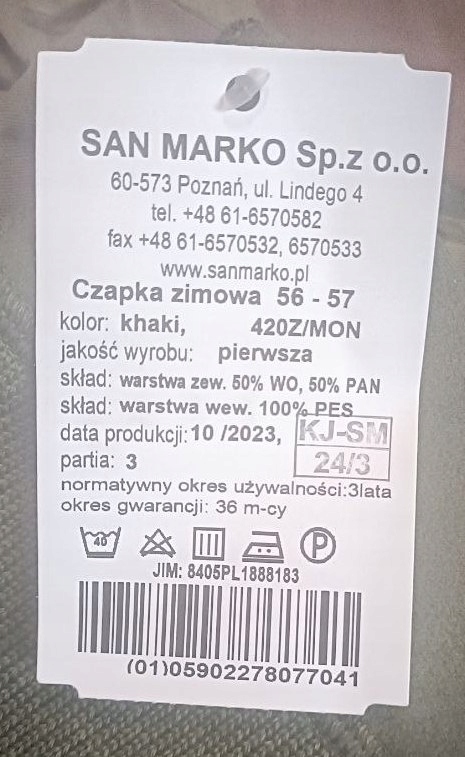 SAN MARKO Sp.z o.o.
60-573 Poznań, ul. Lindego 4
tel. +48 61-6570582
fax +48 61-6570532, 6570533
www.sanmarko.pl
Czapka zimowa 56 - 57
kolor: khaki, 420Z/MON
jakość wyrobu: pierwsza
skład: warstwa zew. 50% WO, 50% PAN
skład: warstwa wew. 100% PES
data produkcji: 10 /2023,
KJ-SM
partia: 3
24/3
normatywny okres używalności:3lata
okres gwarancji: 36 m-cy
40
P
JIM: 8405PL1888183
(01)05902278077041